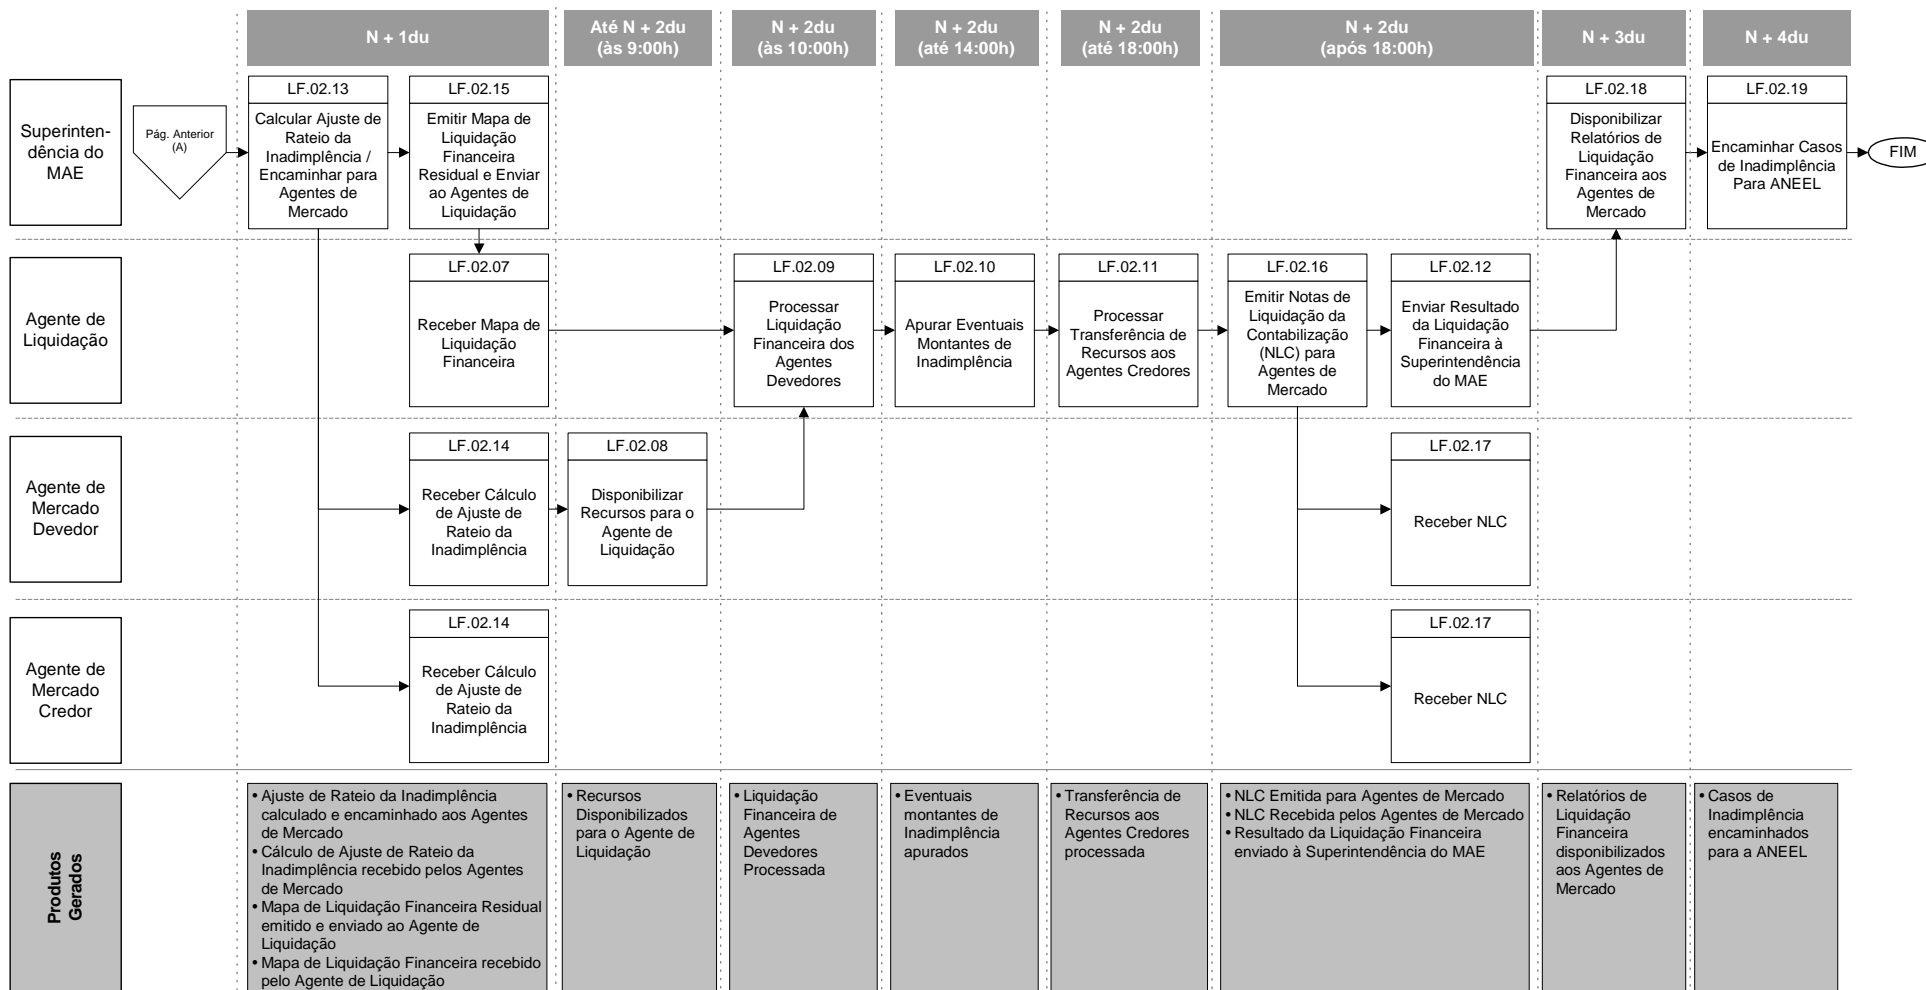 N + 1du
Até N + 2du
(às 9:00h)
N + 2du
(às 10:00h)
N + 2du
(até 14:00h)
N + 2du
(até 18:00h)
N + 2du
(após 18:00h)
N + 3du
N + 4du
Superinten-
dência do
MAE
Pág. Anterior
(A)
LF.02.13
Calcular Ajuste de
Rateio da
Inadimplência /
Encaminhar para
Agentes de
Mercado
LF.02.15
Emitir Mapa de
Liquidação
Financeira
Residual e Enviar
ao Agentes de
Liquidação
LF.02.18
Disponibilizar
Relatórios de
Liquidação
Financeira aos
Agentes de
Mercado
LF.02.19
Encaminhar Casos
de Inadimplência
Para ANEEL
FIM
Agente de
Liquidação
LF.02.07
Receber Mapa de
Liquidação
Financeira
LF.02.09
Processar
Liquidação
Financeira dos
Agentes
Devedores
LF.02.10
Apurar Eventuais
Montantes de
Inadimplência
LF.02.11
Processar
Transferência de
Recursos aos
Agentes Credores
LF.02.16
Emitir Notas de
Liquidação da
Contabilização
(NLC) para
Agentes de
Mercado
LF.02.12
Enviar Resultado
da Liquidação
Financeira à
Superintendência
do MAE
Agente de
Mercado
Devedor
LF.02.14
Receber Cálculo
de Ajuste de
Rateio da
Inadimplência
LF.02.08
Disponibilizar
Recursos para o
Agente de
Liquidação
LF.02.17
Receber NLC
Agente de
Mercado
Credor
LF.02.14
Receber Cálculo
de Ajuste de
Rateio da
Inadimplência
LF.02.17
Receber NLC
Produtos
Gerados
• Ajuste de Rateio da Inadimplência
calculado e encaminhado aos Agentes
de Mercado
• Cálculo de Ajuste de Rateio da
Inadimplência recebido pelos Agentes
de Mercado
• Mapa de Liquidação Financeira Residual
emitido e enviado ao Agente de
Liquidação
• Mapa de Liquidação Financeira recebido
pelo Agente de Liquidação
• Recursos
Disponibilizados
para o Agente de
Liquidação
• Liquidação
Financeira de
Agentes
Devedores
Processada
• Eventuais
montantes de
Inadimplência
apurados
• Transferência de
Recursos aos
Agentes Credores
processada
• NLC Emitida para Agentes de Mercado
• NLC Recebida pelos Agentes de Mercado
• Resultado da Liquidação Financeira
enviado à Superintendência do MAE
• Relatórios de
Liquidação
Financeira
disponibilizados
aos Agentes de
Mercado
• Casos de
Inadimplência
encaminhados
para a ANEEL